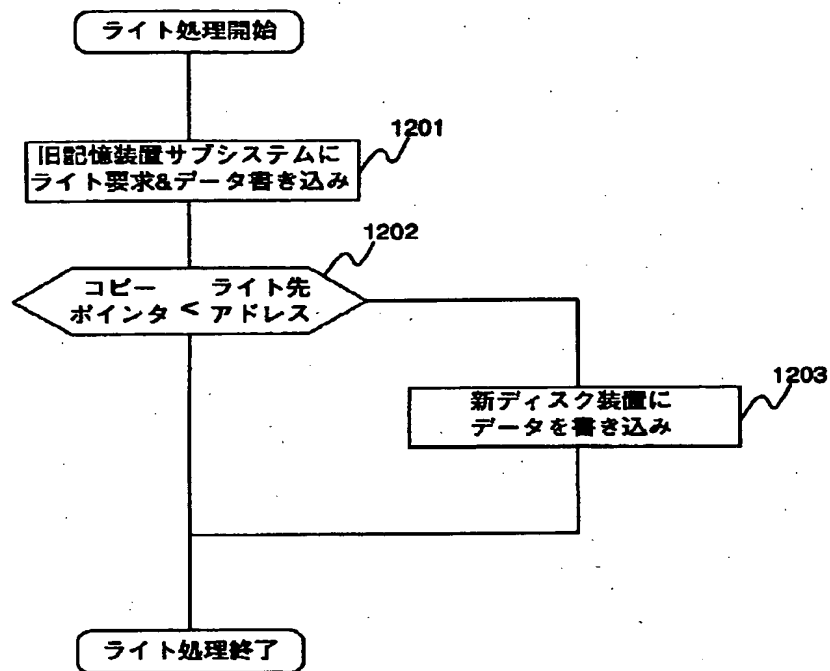 ライト処理開始
1201
旧記憶装置サブシステムに
ライト要求&データ書き込み
1202
コピー ライト先
ポインタ < アドレス
1203
新ディスク装置に
データを書き込み
ライト処理終了